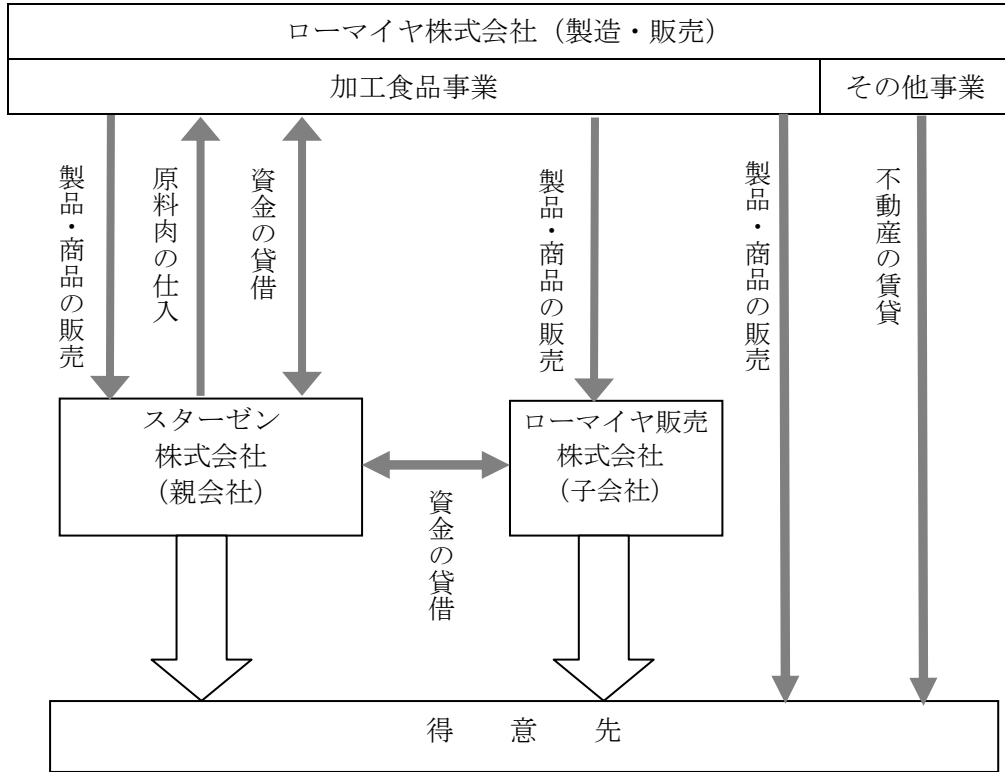 ローマイヤ株式会社（製造・販売）
加工食品事業
その他事業
製品・商品の販売
原料肉の仕入
資金の貸借
製品・商品の販売
製品・商品の販売
不動産の賃貸
スターゼン
株式会社
（親会社）
ローマイヤ販売
株式会社
（子会社）
資金の貸借
得　意　先